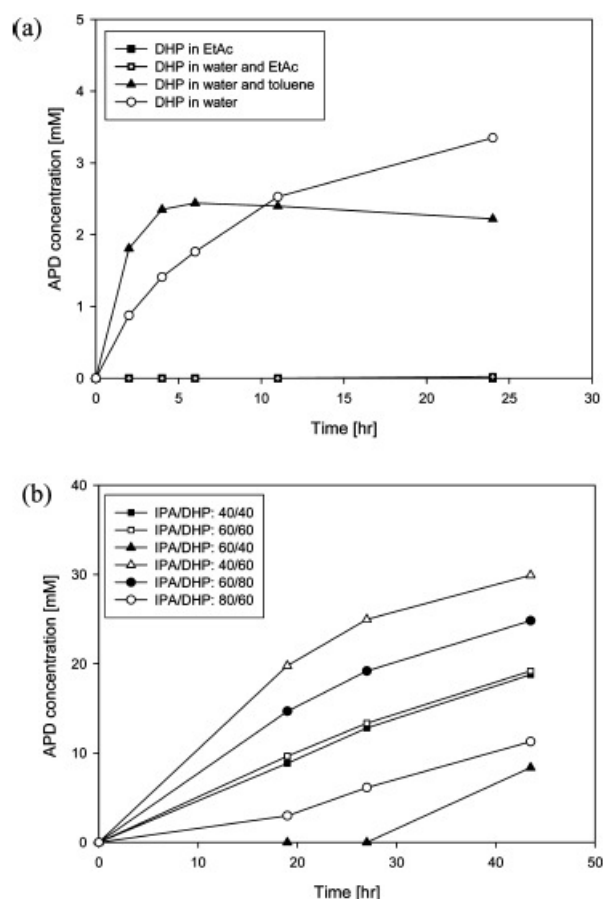 (a)
5
4
3
2
1
0
APD concentration [mM]
DHP in EtAc
DHP in water and EtAc
DHP in water and toluene
DHP in water
0 5 10 15 20 25 30
Time [hr]
(b)
40
30
20
10
0
APD concentration [mM]
IPA/DHP: 40/40
IPA/DHP: 60/60
IPA/DHP: 60/40
IPA/DHP: 40/60
IPA/DHP: 60/80
IPA/DHP: 80/60
0 10 20 30 40 50
Time [hr]